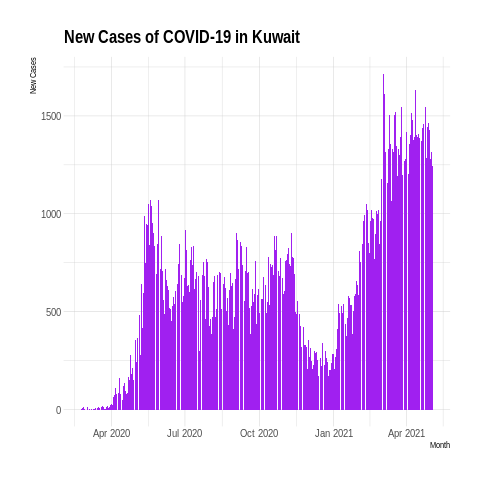 New Cases of COVID-19 in Kuwait
New Cases
1500
1000
500
0
Apr 2020 Jul 2020 Oct 2020 Jan 2021 Apr 2021
Month